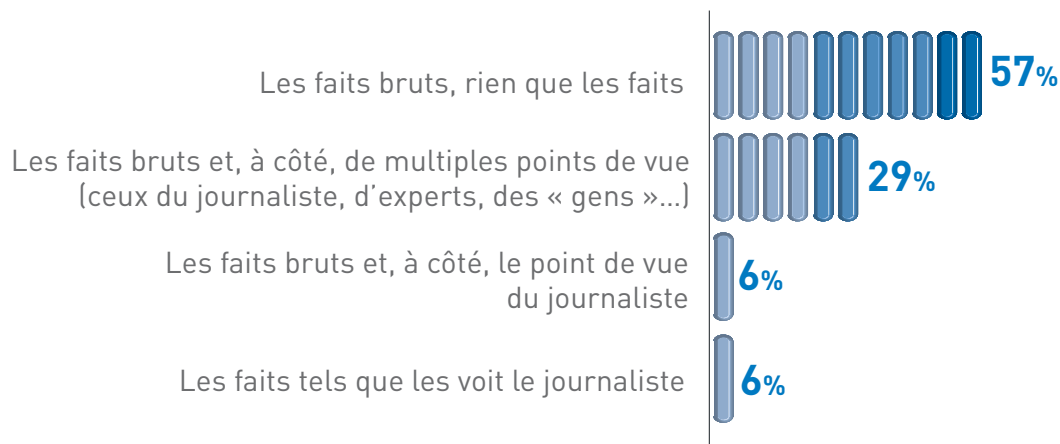 Les faits bruts, rien que les faits
57%
Les faits bruts et, à côté, de multiples points de vue
(ceux du journaliste, d’experts, des « gens »...)
29%
Les faits bruts et, à côté, le point de vue
du journaliste
6%
Les faits tels que les voit le journaliste
6%